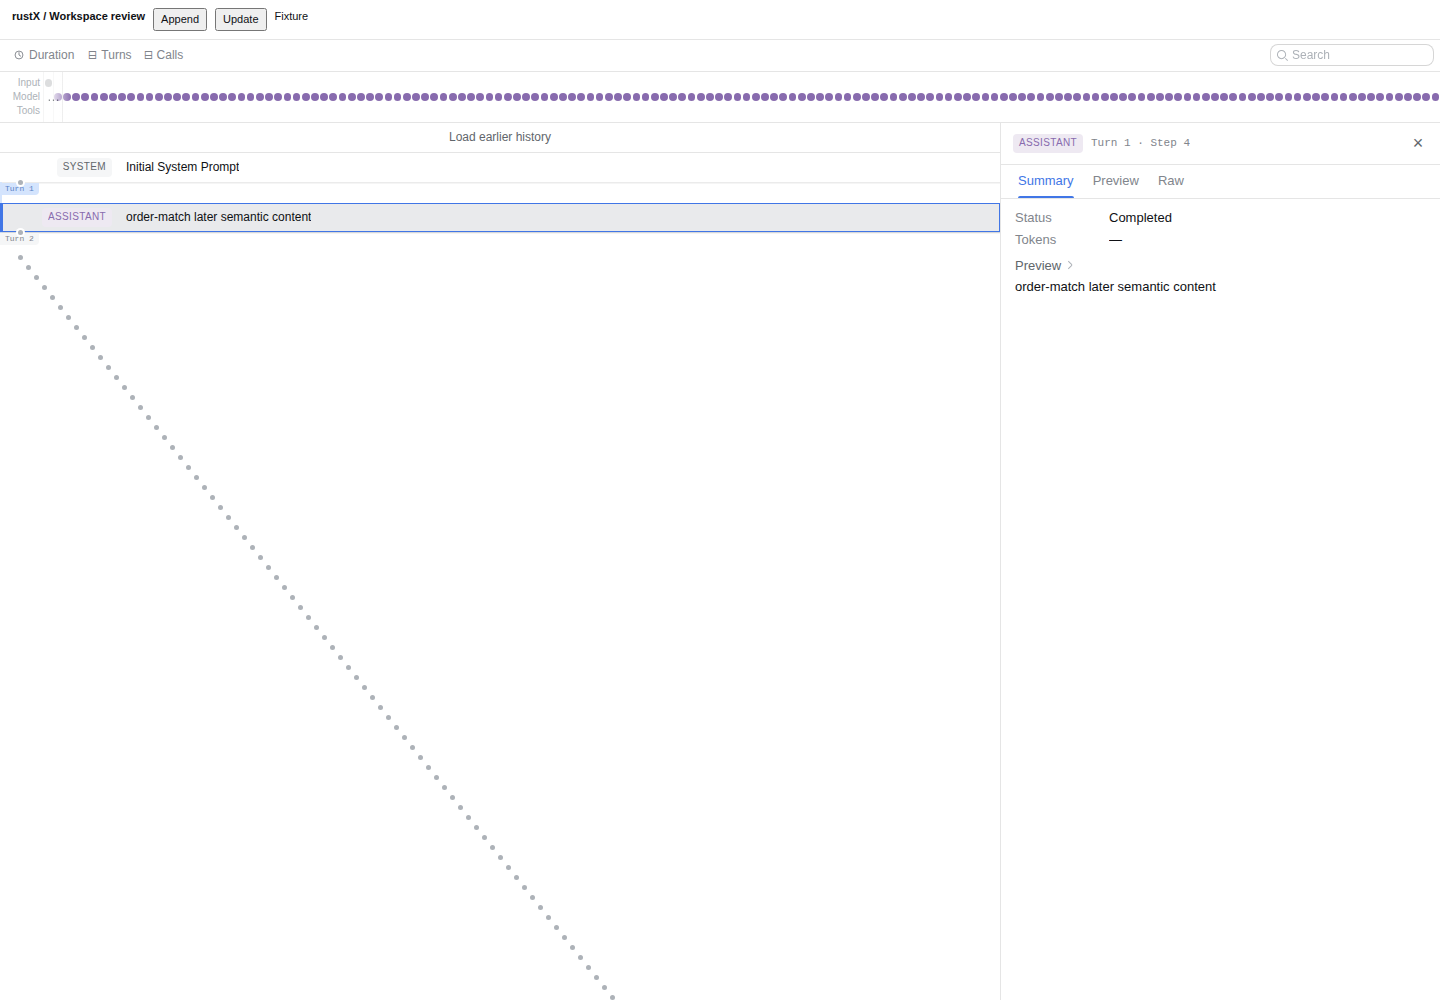 rustX / Workspace review Append Update Fixture
Duration Turns Calls Search
Input
Model
Tools
Load earlier history
SYSTEM Initial System Prompt
Turn 1
ASSISTANT order-match later semantic content
Turn 2
ASSISTANT Turn 1 · Step 4 ×
Summary Preview Raw
Status Completed
Tokens —
Preview
order-match later semantic content